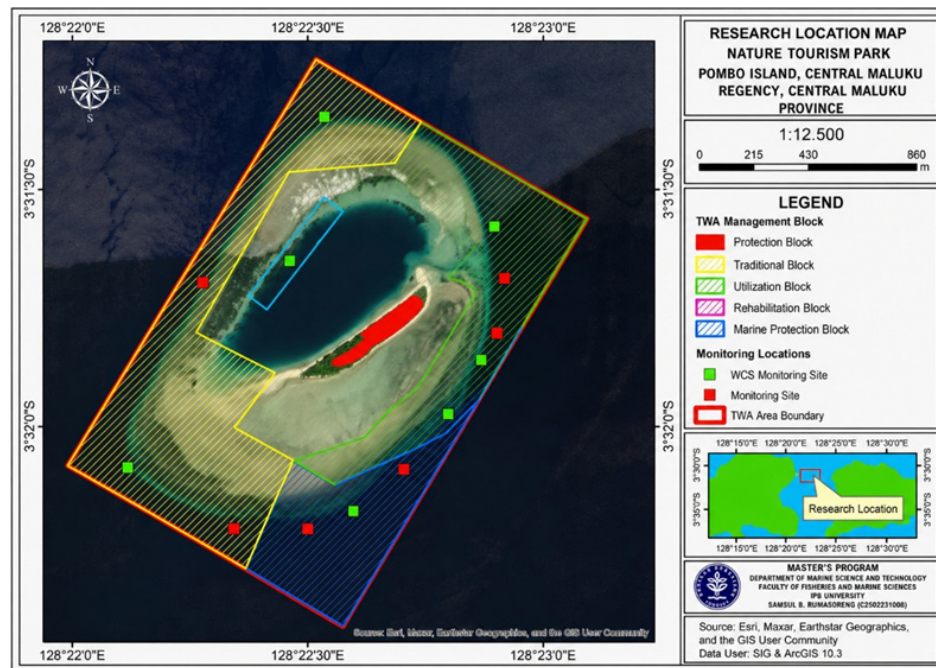 128°22'0"E 128°22'30"E 128°23'0"E
N
W E
S
3°31'30"S 3°31'30"S
3°32'0"S 3°32'0"S
Source: Esri, Maxar, Earthstar Geographics, and the GIS User Community
128°22'0"E 128°22'30"E 128°23'0"E
RESEARCH LOCATION MAP
NATURE TOURISM PARK
POMBO ISLAND, CENTRAL MALUKU
REGENCY, CENTRAL MALUKU
PROVINCE
1:12.500
0 215 430 860
m
LEGEND
TWA Management Block
Protection Block
Traditional Block
Utilization Block
Rehabilitation Block
Marine Protection Block
Monitoring Locations
WCS Monitoring Site
Monitoring Site
TWA Area Boundary
128°15'0"E 128°20'0"E 128°25'0"E 128°30'0"E
3°30'0"S 3°30'0"S
Research Location
3°35'0"S 3°35'0"S
128°15'0"E 128°20'0"E 128°25'0"E 128°30'0"E
MASTER'S PROGRAM
DEPARTMENT OF MARINE SCIENCE AND TECHNOLOGY
FACULTY OF FISHERIES AND MARINE SCIENCES
IPB UNIVERSITY
SAMSUL B. RUMASORENG (C2502231008)
Source: Esri, Maxar, Earthstar Geographics,
and the GIS User Community
Data User: SIG & ArcGIS 10.3